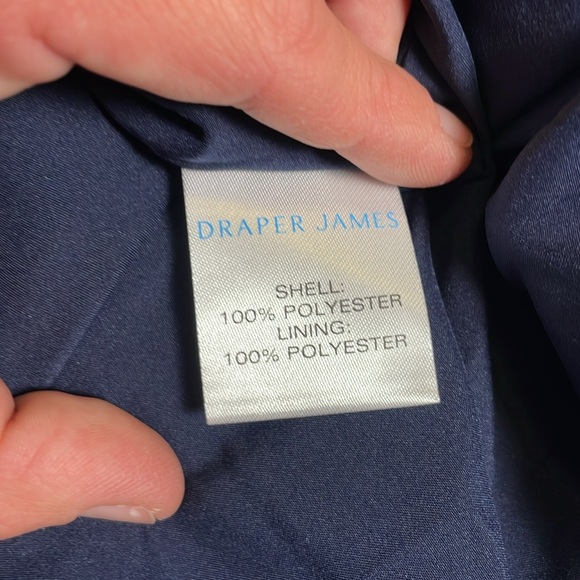 DRAPER JAMES
SHELL:
100% POLYESTER
LINING:
100% POLYESTER